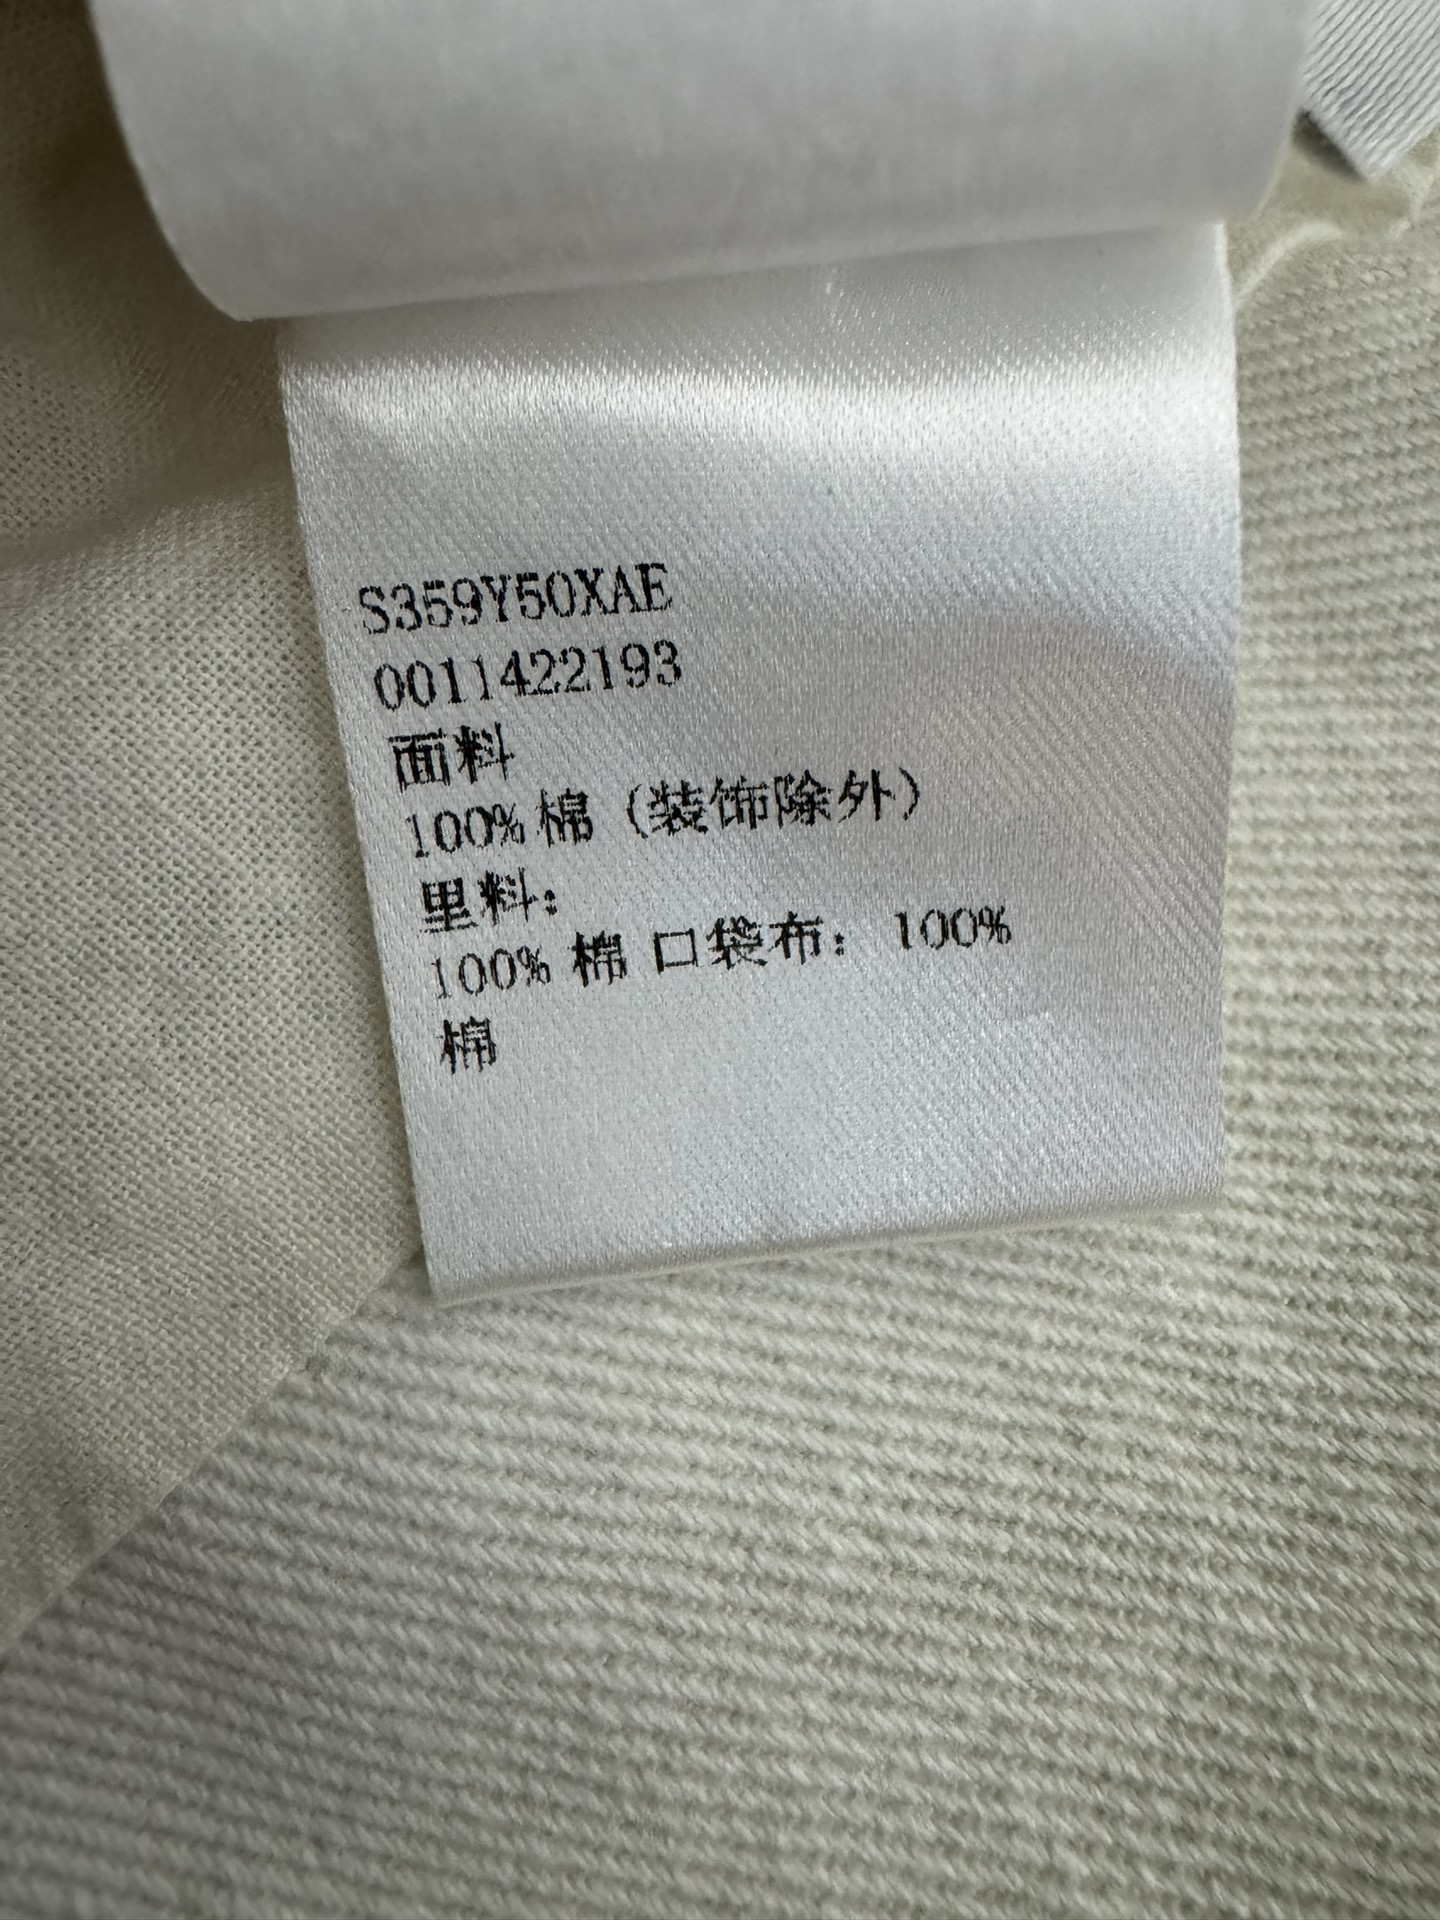 S359Y50XAE
0011422193
面料
100% 棉（装饰除外）
里料：
100% 棉 口袋布： 100%
棉